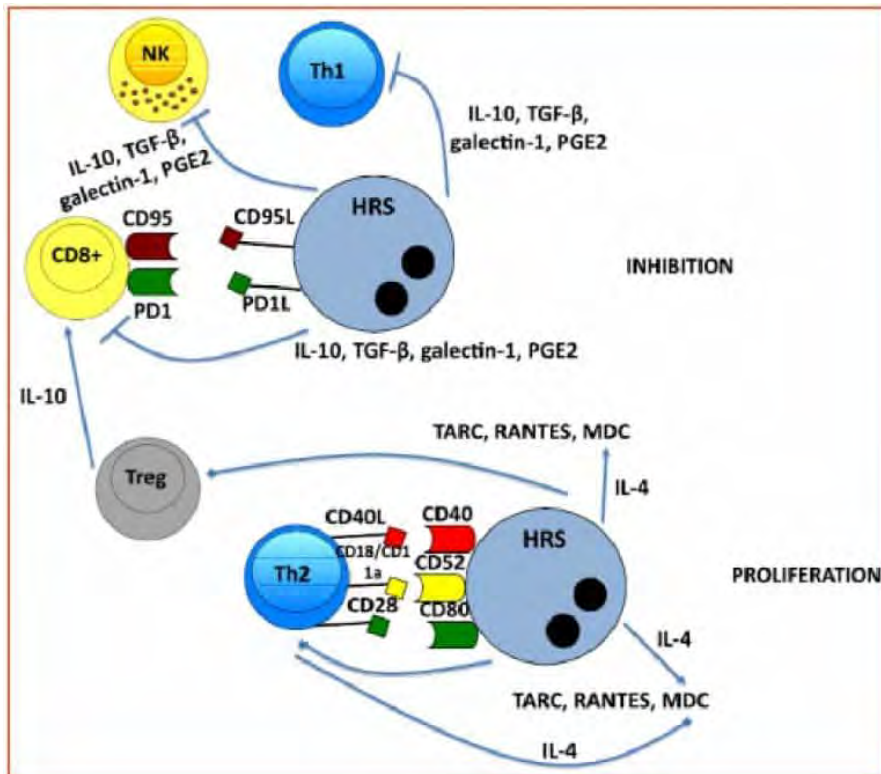 NK
Th1
IL-10, TGF-β,
galectin-1, PGE2
IL-10, TGF-β,
galectin-1, PGE2
CD95
CD95L
HRS
CD8+
INHIBITION
PD1
PD1L
IL-10, TGF-β, galectin-1, PGE2
IL-10
TARC, RANTES, MDC
Treg
IL-4
CD40L
CD40
HRS
CD18/CD1
1a
CD52
Th2
PROLIFERATION
CD28
CD80
IL-4
TARC, RANTES, MDC
IL-4